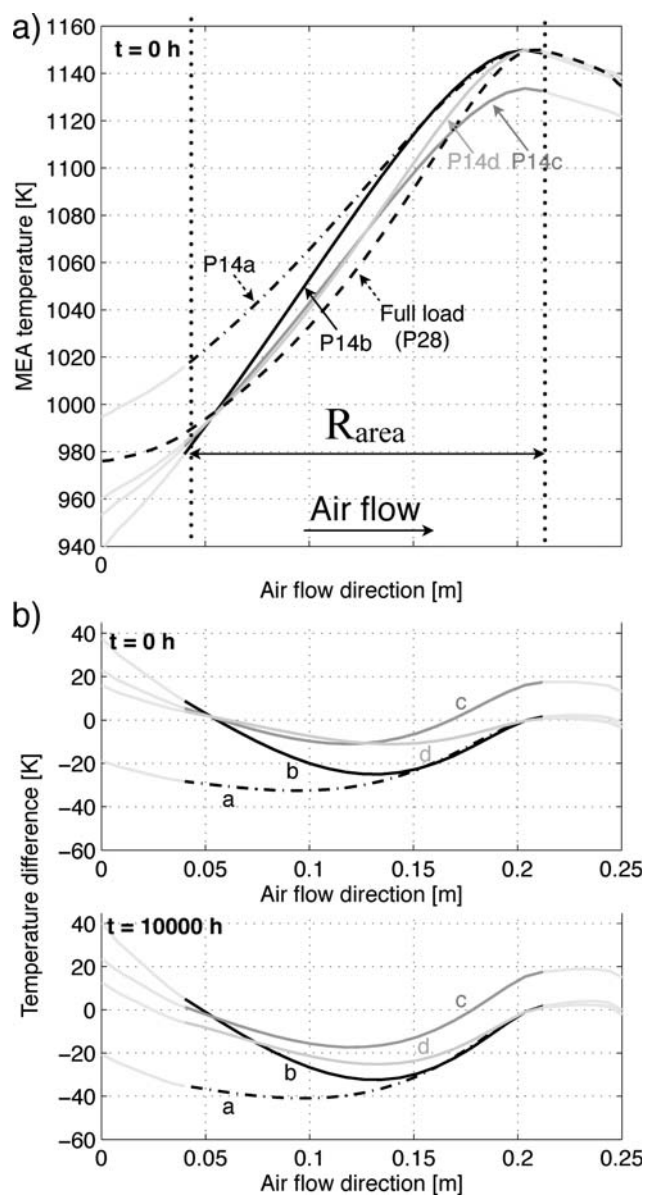 a)
t = 0 h
1160
1140
1120
1100
1080
1060
1040
1020
1000
980
960
940
MEA temperature [K]
P14d
P14c
P14a
P14b
Full load
(P28)
R area
Air flow
0
Air flow direction [m]
b)
t = 0 h
40
20
0
−20
−40
−60
a
b
c
d
0
0.05
0.1
0.15
0.2
0.25
Air flow direction [m]
Temperature difference [K]
t = 10000 h
40
20
0
−20
−40
−60
a
b
c
d
0
0.05
0.1
0.15
0.2
0.25
Air flow direction [m]